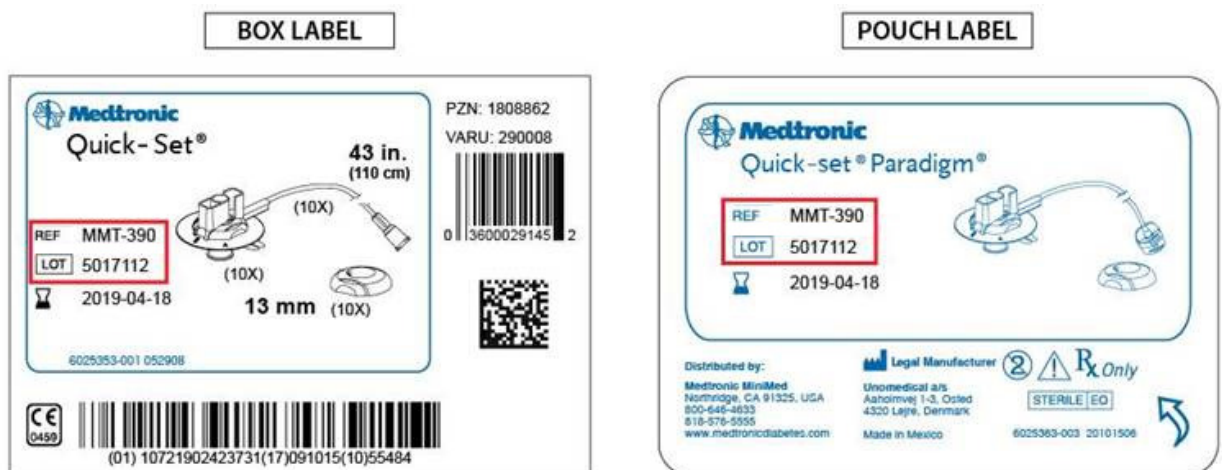 BOX LABEL
Medtronic
Quick-Set®
43 in.
(110 cm)
(10X)
REF MMT-390
LOT 5017112
(10X)
2019-04-18
13 mm (10X)
6025353-001 052908
PZN: 1808862
VARU: 290008
0 3600029145 2
CE
0459
(01) 10721902423731(17)091015(10)55484
POUCH LABEL
Medtronic
Quick-set® Paradigm®
REF MMT-390
LOT 5017112
2019-04-18
Distributed by:
Medtronic MiniMed
Northridge, CA 91325, USA
800-646-4633
818-576-5555
www.medtronicdiabetes.com
Legal Manufacturer
Unomedical a/s
Aaholmvej 1-3, Osted
4320 Lejre, Denmark
Made in Mexico
2
Rx Only
STERILE EO
6025363-003 20101506